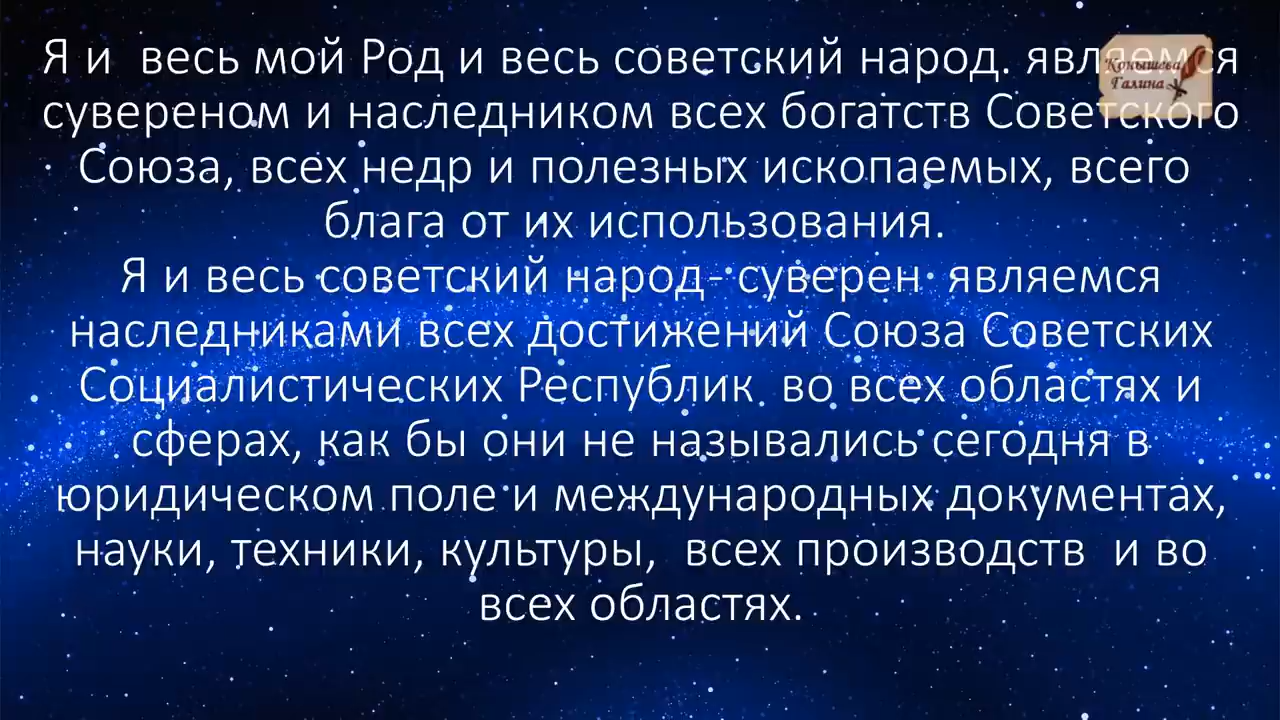 Я и  весь мой Род и весь советский народ. являемся
сувереном и наследником всех богатств Советского
Союза, всех недр и полезных ископаемых, всего
блага от их использования.
Я и весь советский народ- суверен  являемся
наследниками всех достижений Союза Советских
Социалистических Республик  во всех областях и
сферах, как бы они не назывались сегодня в
юридическом поле и международных документах,
науки, техники, культуры,  всех производств  и во
всех областях.
Конышева
Галина